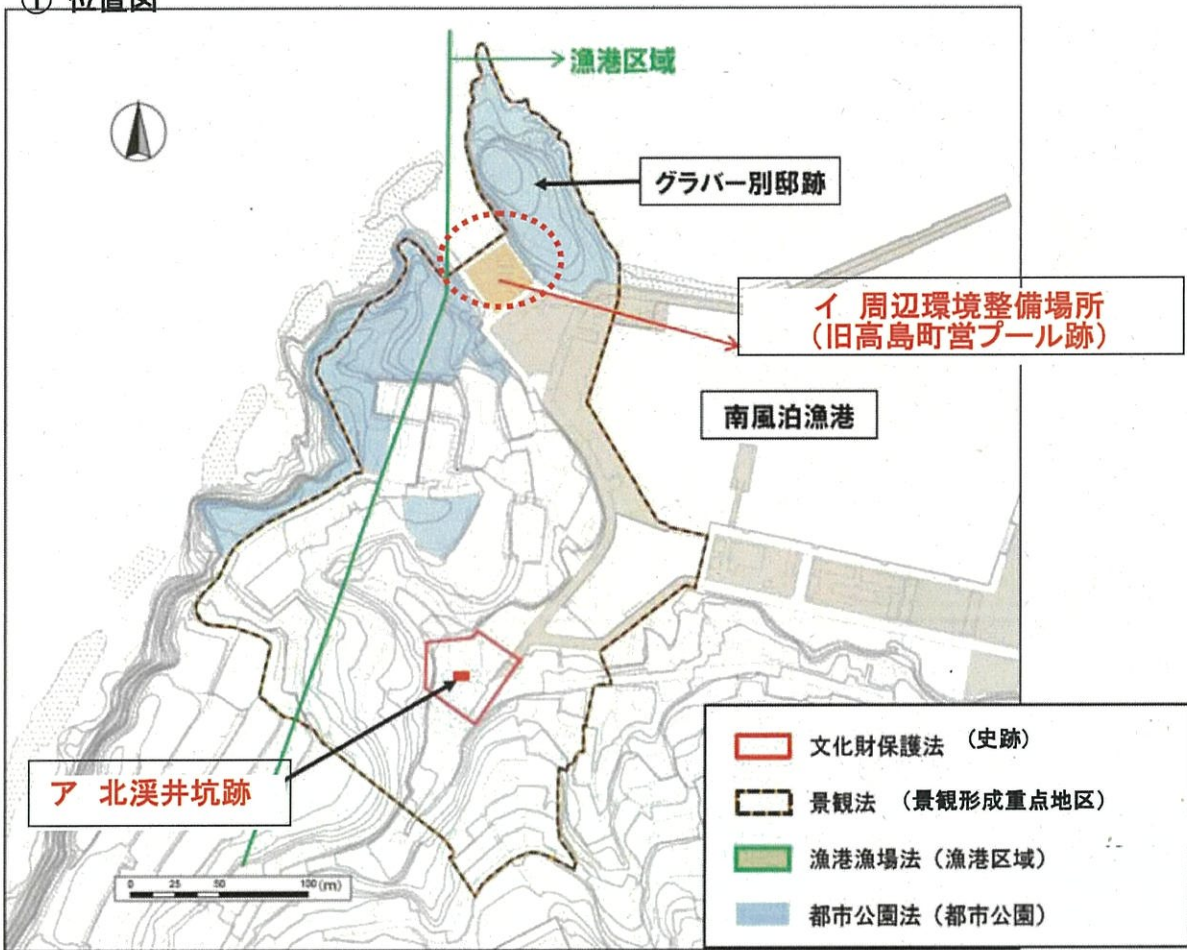 ① 位置図
漁港区域
グラバー別邸跡
イ 周辺環境整備場所
（旧高島町営プール跡）
南風泊漁港
ア 北渓井坑跡
文化財保護法 （史跡）
景観法 （景観形成重点地区）
漁港漁場法（漁港区域）
都市公園法（都市公園）
0 25 50 100(m)